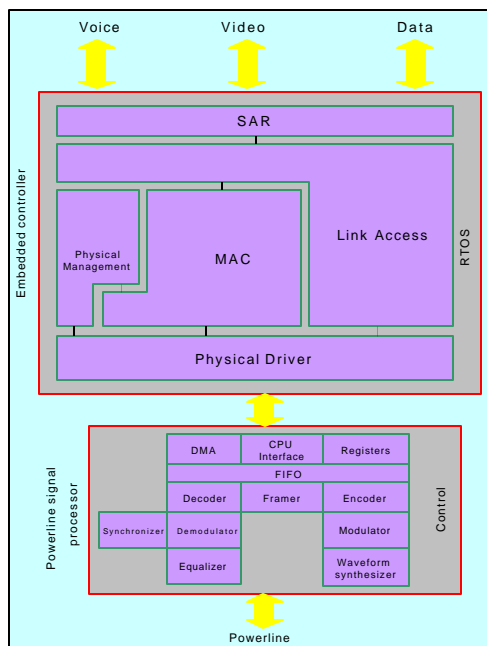 Voice Video Data
SAR
Link Access
Physical
Management
MAC
Physical Driver
Embedded controller
RTOS
DMA
CPU
Interface
Registers
FIFO
Decoder
Framer
Encoder
Synchronizer
Demodulator
Modulator
Equalizer
Waveform
synthesizer
Powerline signal
processor
Control
Powerline